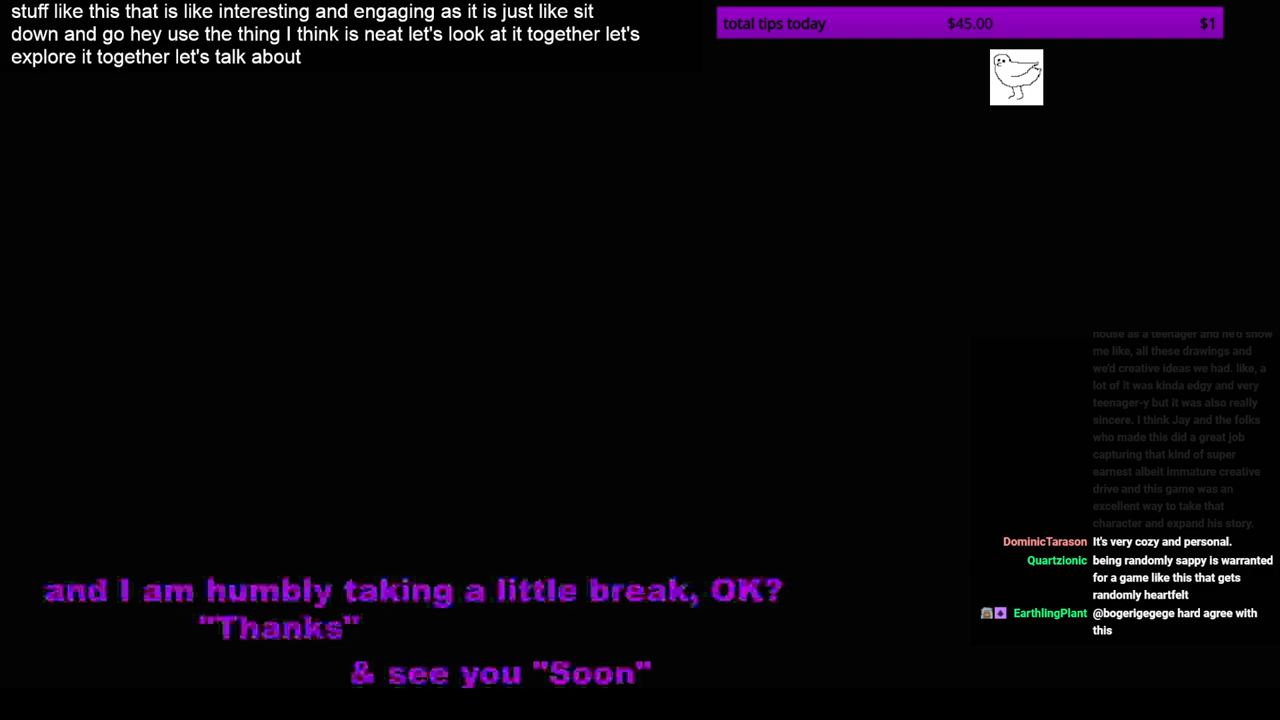 stuff like this that is like interesting and engaging as it is just like sit
down and go hey use the thing I think is neat let's look at it together let's
explore it together let's talk about
total tips today $45.00 $1
house as a teenager and he'd show
me like, all these drawings and
we'd creative ideas we had. like, a
lot of it was kinda edgy and very
teenager-y but it was also really
sincere. I think Jay and the folks
who made this did a great job
capturing that kind of super
earnest albeit immature creative
drive and this game was an
excellent way to take that
character and expand his story.
DominicTarason It's very cozy and personal.
Quartzionic being randomly sappy is warranted
for a game like this that gets
randomly heartfelt
EarthlingPlant @bogerigegege hard agree with
this
and I am humbly taking a little break, OK?
"Thanks"
& see you "Soon"